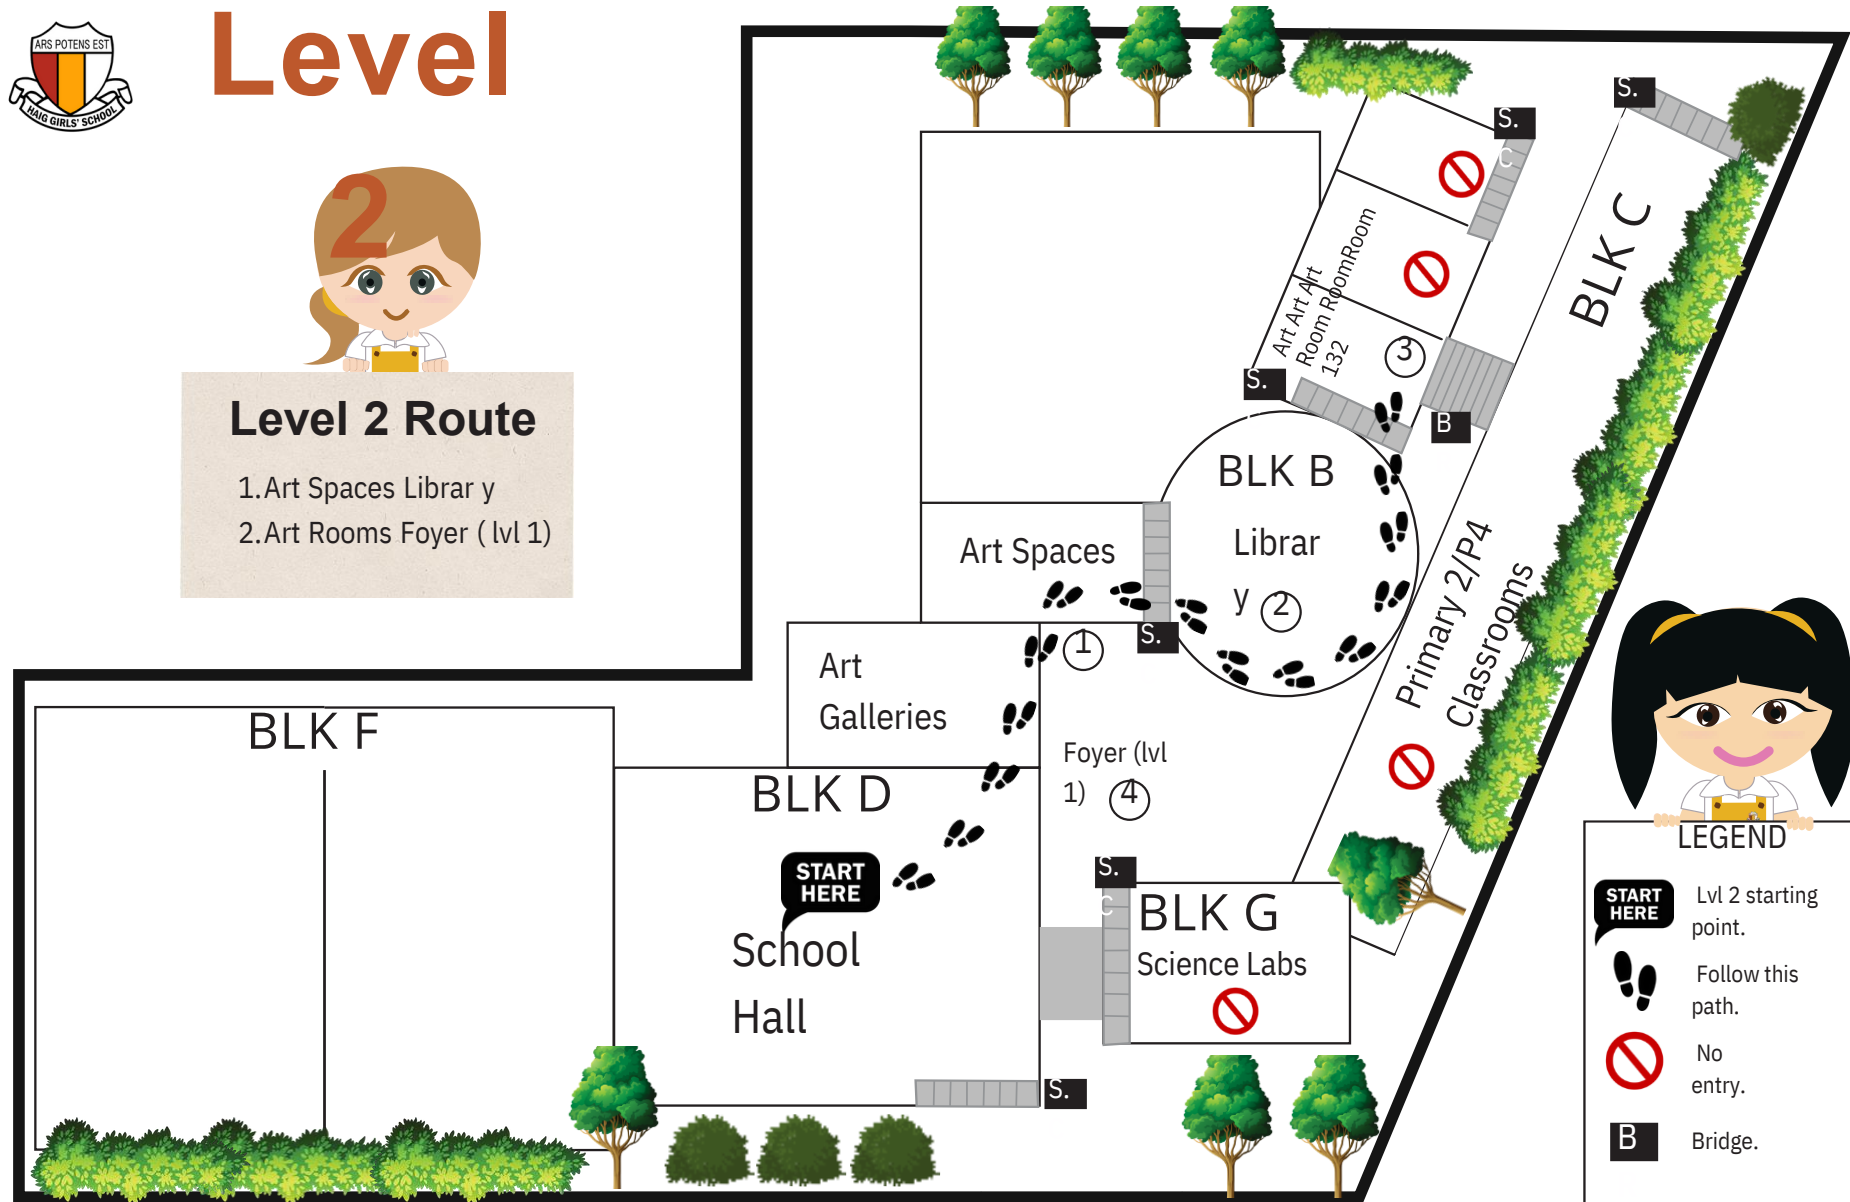 ARS POTENS EST
HAIG GIRLS' SCHOOL
Level
2
Level 2 Route
1.Art Spaces Librar y
2.Art Rooms Foyer ( lvl 1)
S.
S.
C
BLK C
Art Art Art
Room RoomRoom
Room
132
3
S.
B
BLK B
Librar
y 2
Art Spaces
S.
1
Primary 2/P4
Classrooms
Art
Galleries
BLK F
Foyer (lvl
1) 4
BLK D
START
HERE
School
Hall
S.
C
BLK G
Science Labs
S.
LEGEND
START
HERE
Lvl 2 starting
point.
Follow this
path.
No
entry.
B
Bridge.